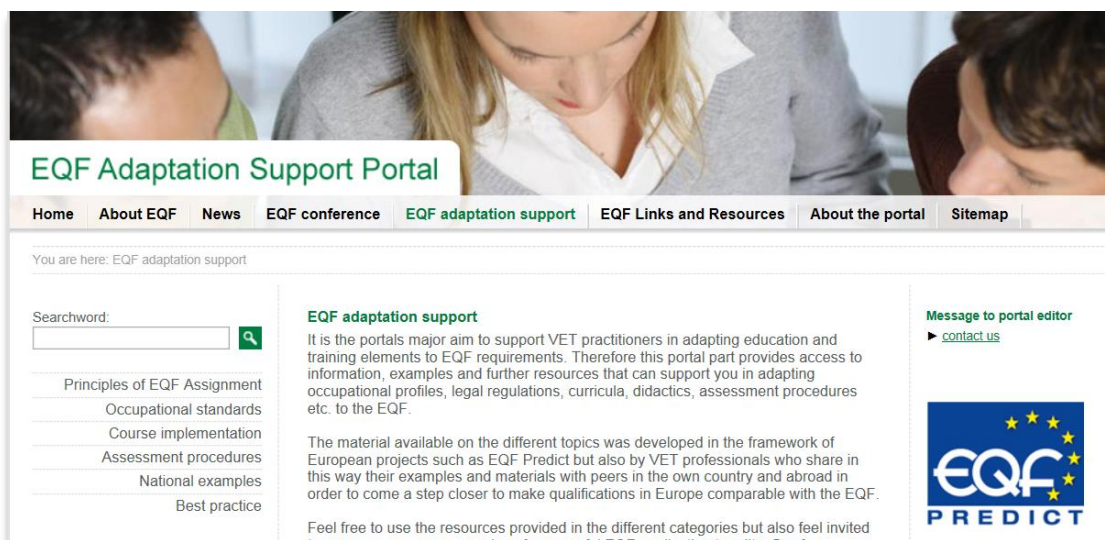 EQF Adaptation Support Portal
Home About EQF News EQF conference EQF adaptation support EQF Links and Resources About the portal Sitemap
You are here: EQF adaptation support
Searchword:
Principles of EQF Assignment
Occupational standards
Course implementation
Assessment procedures
National examples
Best practice
EQF adaptation support
It is the portals major aim to support VET practitioners in adapting education and
training elements to EQF requirements. Therefore this portal part provides access to
information, examples and further resources that can support you in adapting
occupational profiles, legal regulations, curricula, didactics, assessment procedures
etc. to the EQF.
The material available on the different topics was developed in the framework of
European projects such as EQF Predict but also by VET professionals who share in
this way their examples and materials with peers in the own country and abroad in
order to come a step closer to make qualifications in Europe comparable with the EQF.
Feel free to use the resources provided in the different categories but also feel invited
Message to portal editor
contact us
EQF
PREDICT